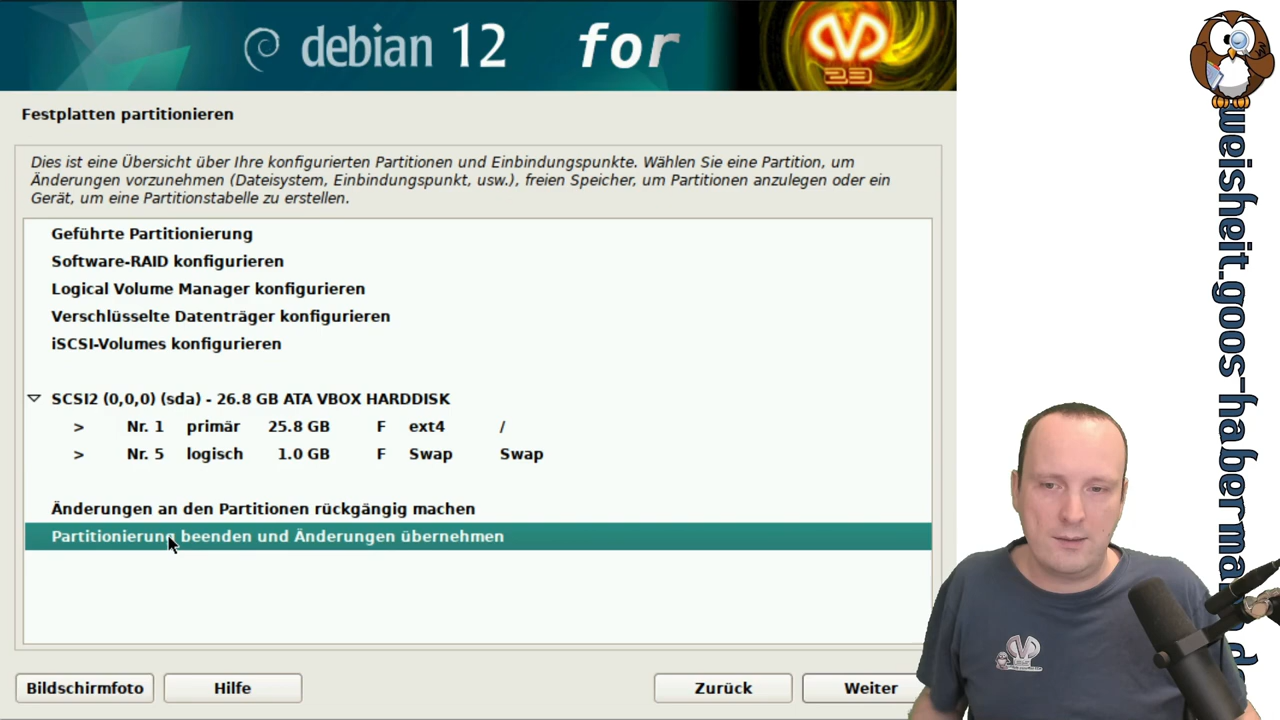 debian 12 for
23
Festplatten partitionieren
Dies ist eine Übersicht über Ihre konfigurierten Partitionen und Einbindungspunkte. Wählen Sie eine Partition, um
Änderungen vorzunehmen (Dateisystem, Einbindungspunkt, usw.), freien Speicher, um Partitionen anzulegen oder ein
Gerät, um eine Partitionstabelle zu erstellen.
Geführte Partitionierung
Software-RAID konfigurieren
Logical Volume Manager konfigurieren
Verschlüsselte Datenträger konfigurieren
iSCSI-Volumes konfigurieren
SCSI2 (0,0,0) (sda) - 26.8 GB ATA VBOX HARDDISK
> Nr. 1 primär 25.8 GB F ext4 /
> Nr. 5 logisch 1.0 GB F Swap Swap
Änderungen an den Partitionen rückgängig machen
Partitionierung beenden und Änderungen übernehmen
Bildschirmfoto
Hilfe
Zurück
Weiter
weisheit.goos-habermann.de